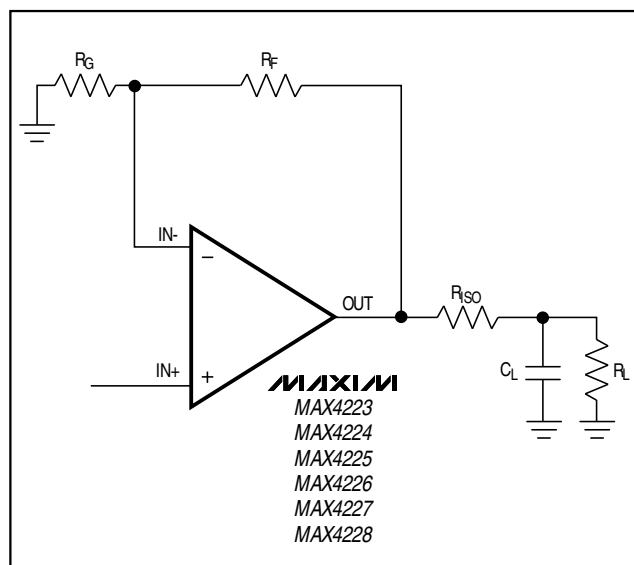 RG
RF
IN-
−
OUT
RISO
IN+
+
CL
RL
MAXIM
MAX4223
MAX4224
MAX4225
MAX4226
MAX4227
MAX4228